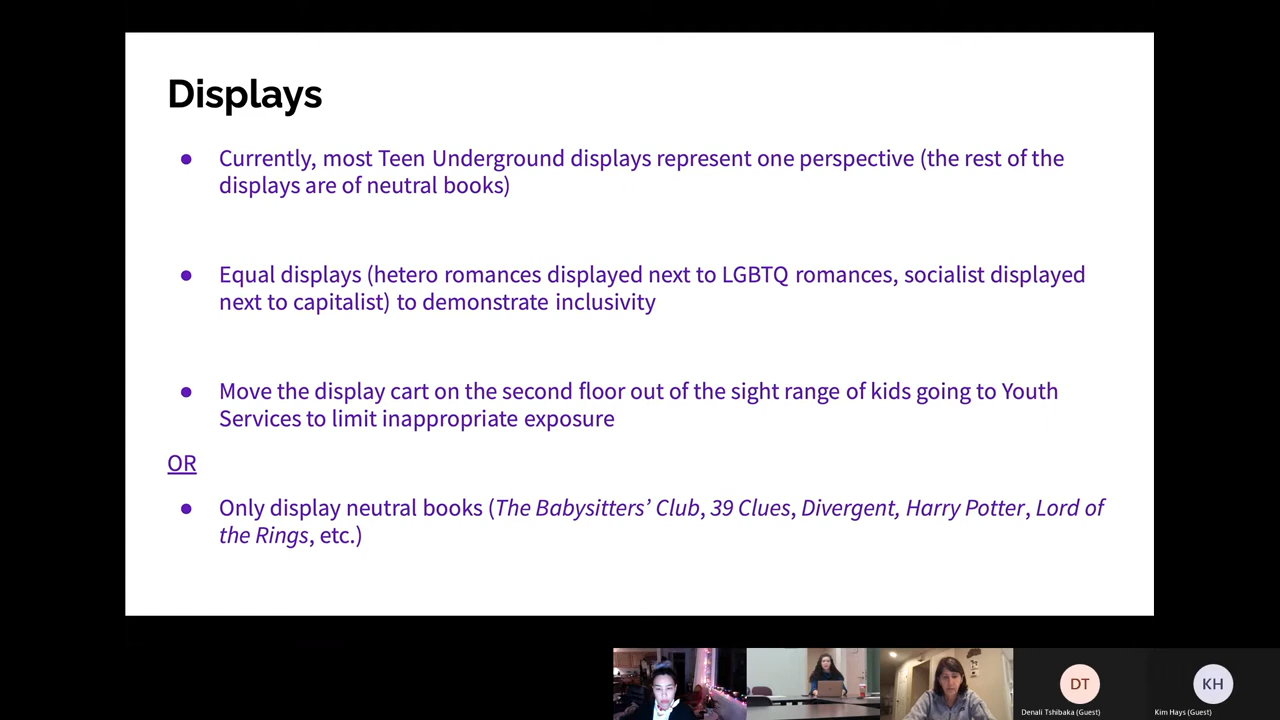 Displays
● Currently, most Teen Underground displays represent one perspective (the rest of the
displays are of neutral books)
● Equal displays (hetero romances displayed next to LGBTQ romances, socialist displayed
next to capitalist) to demonstrate inclusivity
● Move the display cart on the second floor out of the sight range of kids going to Youth
Services to limit inappropriate exposure
OR
● Only display neutral books (The Babysitters’ Club, 39 Clues, Divergent, Harry Potter, Lord of
the Rings, etc.)
DT
KH
Denali Tshibaka (Guest)
Kim Hays (Guest)